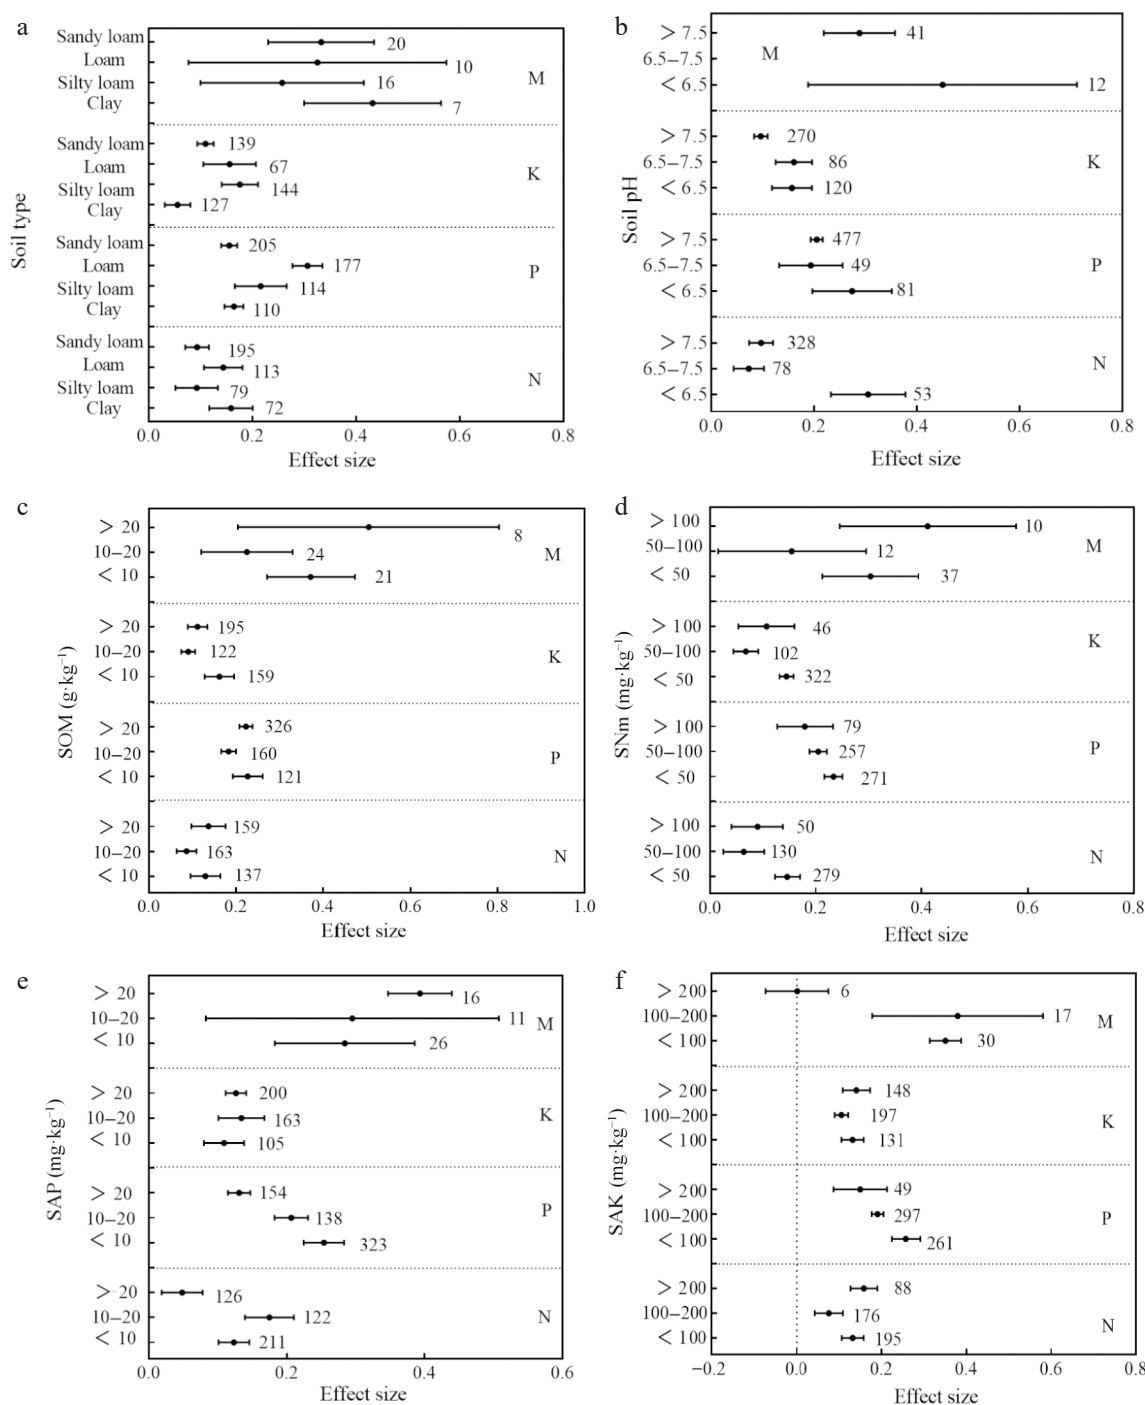 a
Soil type
Sandy loam 20
Loam 10
Silty loam 16
Clay 7
M
Sandy loam 139
Loam 67
Silty loam 144
Clay 127
K
Sandy loam 205
Loam 177
Silty loam 114
Clay 110
P
Sandy loam 195
Loam 113
Silty loam 79
Clay 72
N
0.0 0.2 0.4 0.6 0.8
Effect size
b
Soil pH
> 7.5 41
6.5–7.5
< 6.5 12
M
> 7.5 270
6.5–7.5 86
< 6.5 120
K
> 7.5 477
6.5–7.5 49
< 6.5 81
P
> 7.5 328
6.5–7.5 78
< 6.5 53
N
0.0 0.2 0.4 0.6 0.8
Effect size
c
SOM (g·kg⁻¹)
> 20 8
10–20 24
< 10 21
M
> 20 195
10–20 122
< 10 159
K
> 20 326
10–20 160
< 10 121
P
> 20 159
10–20 163
< 10 137
N
0.0 0.2 0.4 0.6 0.8 1.0
Effect size
d
SNm (mg·kg⁻¹)
> 100 10
50–100 12
< 50 37
M
> 100 46
50–100 102
< 50 322
K
> 100 79
50–100 257
< 50 271
P
> 100 50
50–100 130
< 50 279
N
0.0 0.2 0.4 0.6 0.8
Effect size
e
SAP (mg·kg⁻¹)
> 20 16
10–20 11
< 10 26
M
> 20 200
10–20 163
< 10 105
K
> 20 154
10–20 138
< 10 323
P
> 20 126
10–20 122
< 10 211
N
0.0 0.2 0.4 0.6
Effect size
f
SAK (mg·kg⁻¹)
> 200 6
100–200 17
< 100 30
M
> 200 148
100–200 197
< 100 131
K
> 200 49
100–200 297
< 100 261
P
> 200 88
100–200 176
< 100 195
N
−0.2 0.0 0.2 0.4 0.6 0.8
Effect size